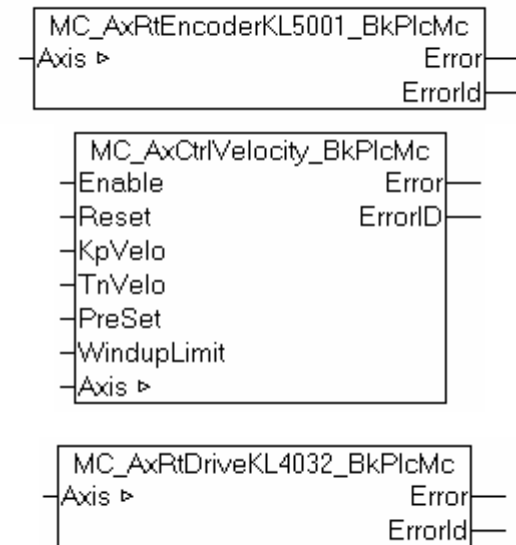 MC_AxRtEncoderKL5001_BkPlcMc
Axis ▹ Error
ErrorId
MC_AxCtrlVelocity_BkPlcMc
Enable Error
Reset ErrorID
KpVelo
TnVelo
PreSet
WindupLimit
Axis ▹
MC_AxRtDriveKL4032_BkPlcMc
Axis ▹ Error
ErrorId